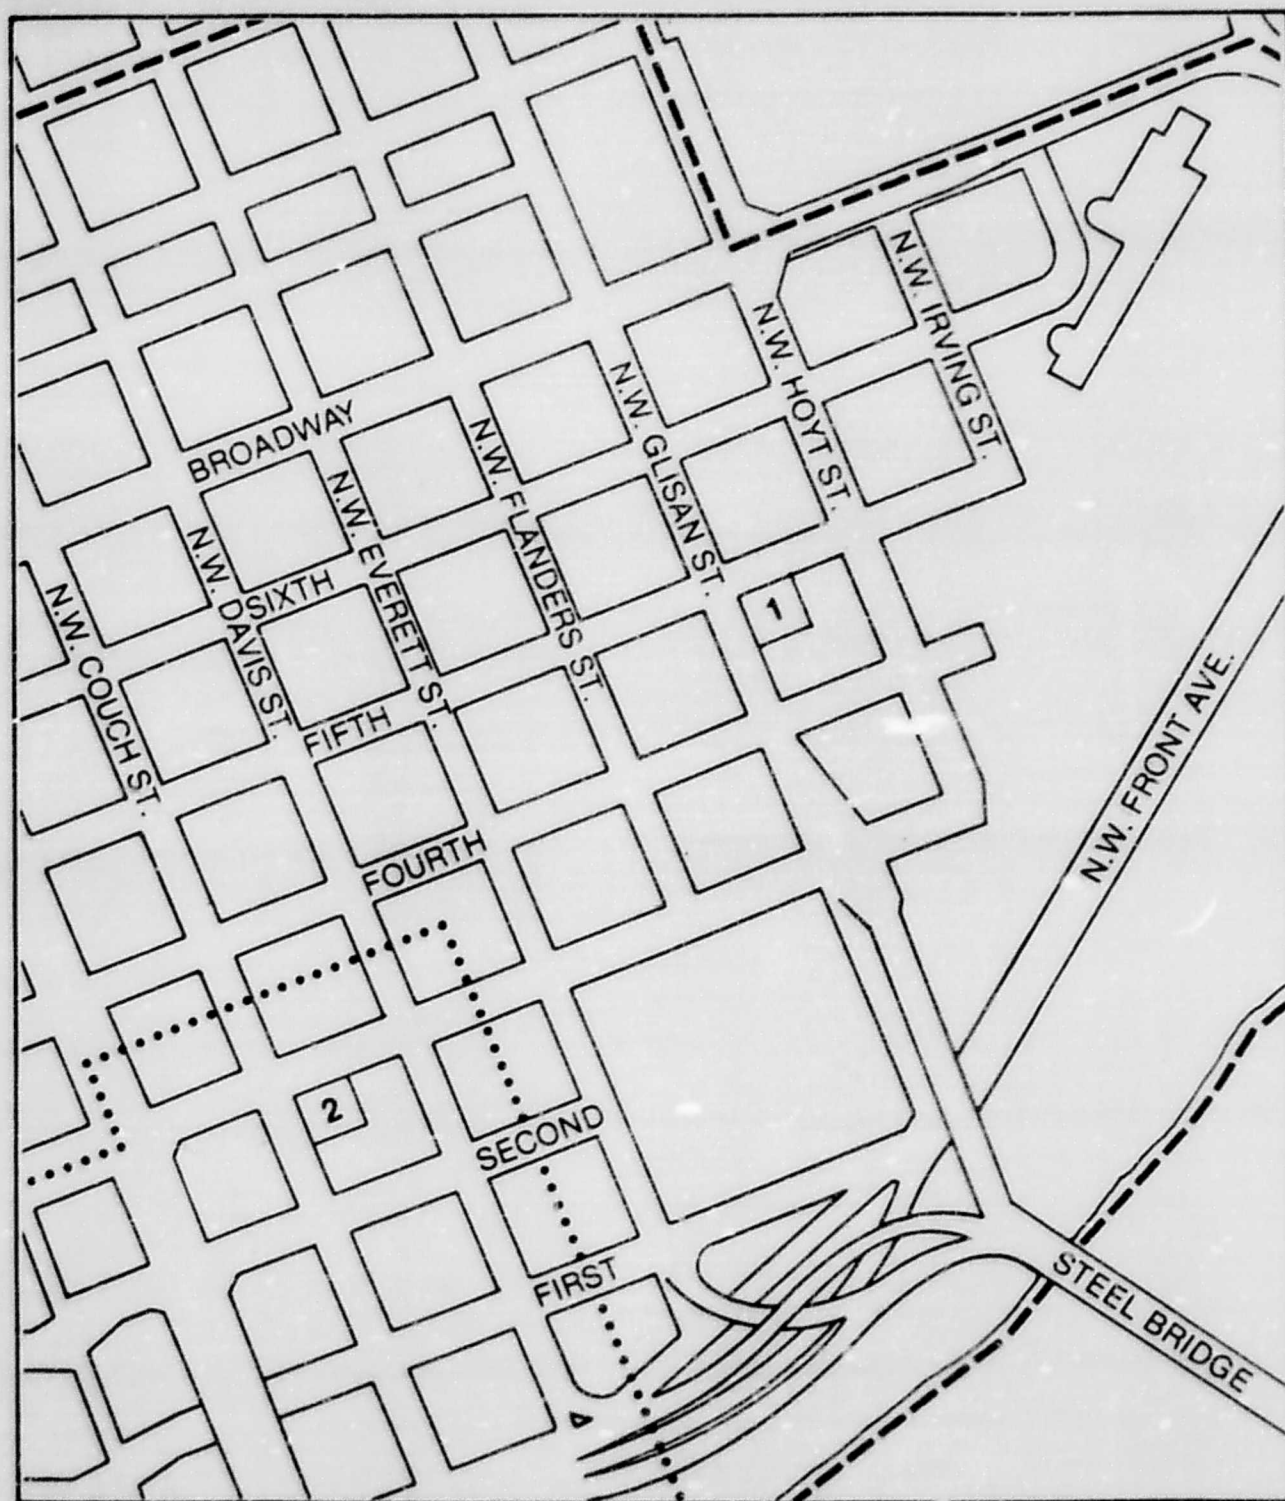 N.W. IRVING ST.
N.W. HOYT ST.
N.W. GLISAN ST.
BROADWAY
N.W. FLANDERS ST.
N.W. EVERETT ST.
N.W. DAVIS ST.
SIXTH
N.W. COUCH ST.
1
FIFTH
N.W. FRONT AVE.
FOURTH
2
SECOND
FIRST
STEEL BRIDGE